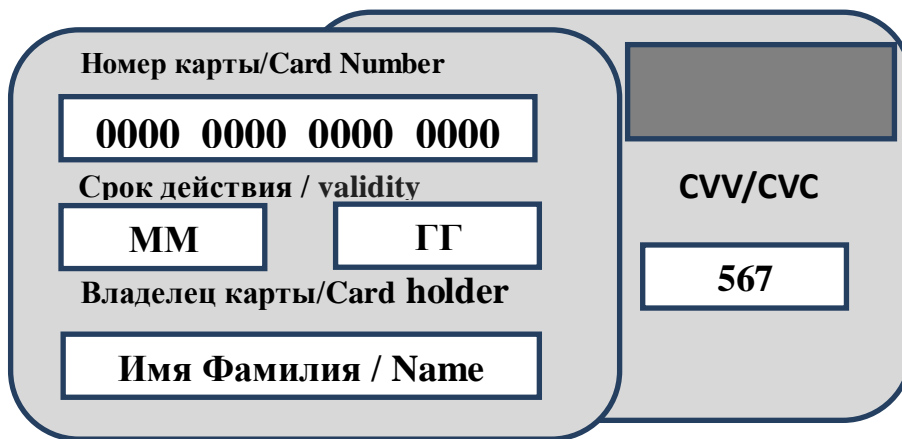 Номер карты/Card Number
0000 0000 0000 0000
Срок действия / validity
ММ ГГ
Владелец карты/Card holder
Имя Фамилия / Name
CVV/CVC
567